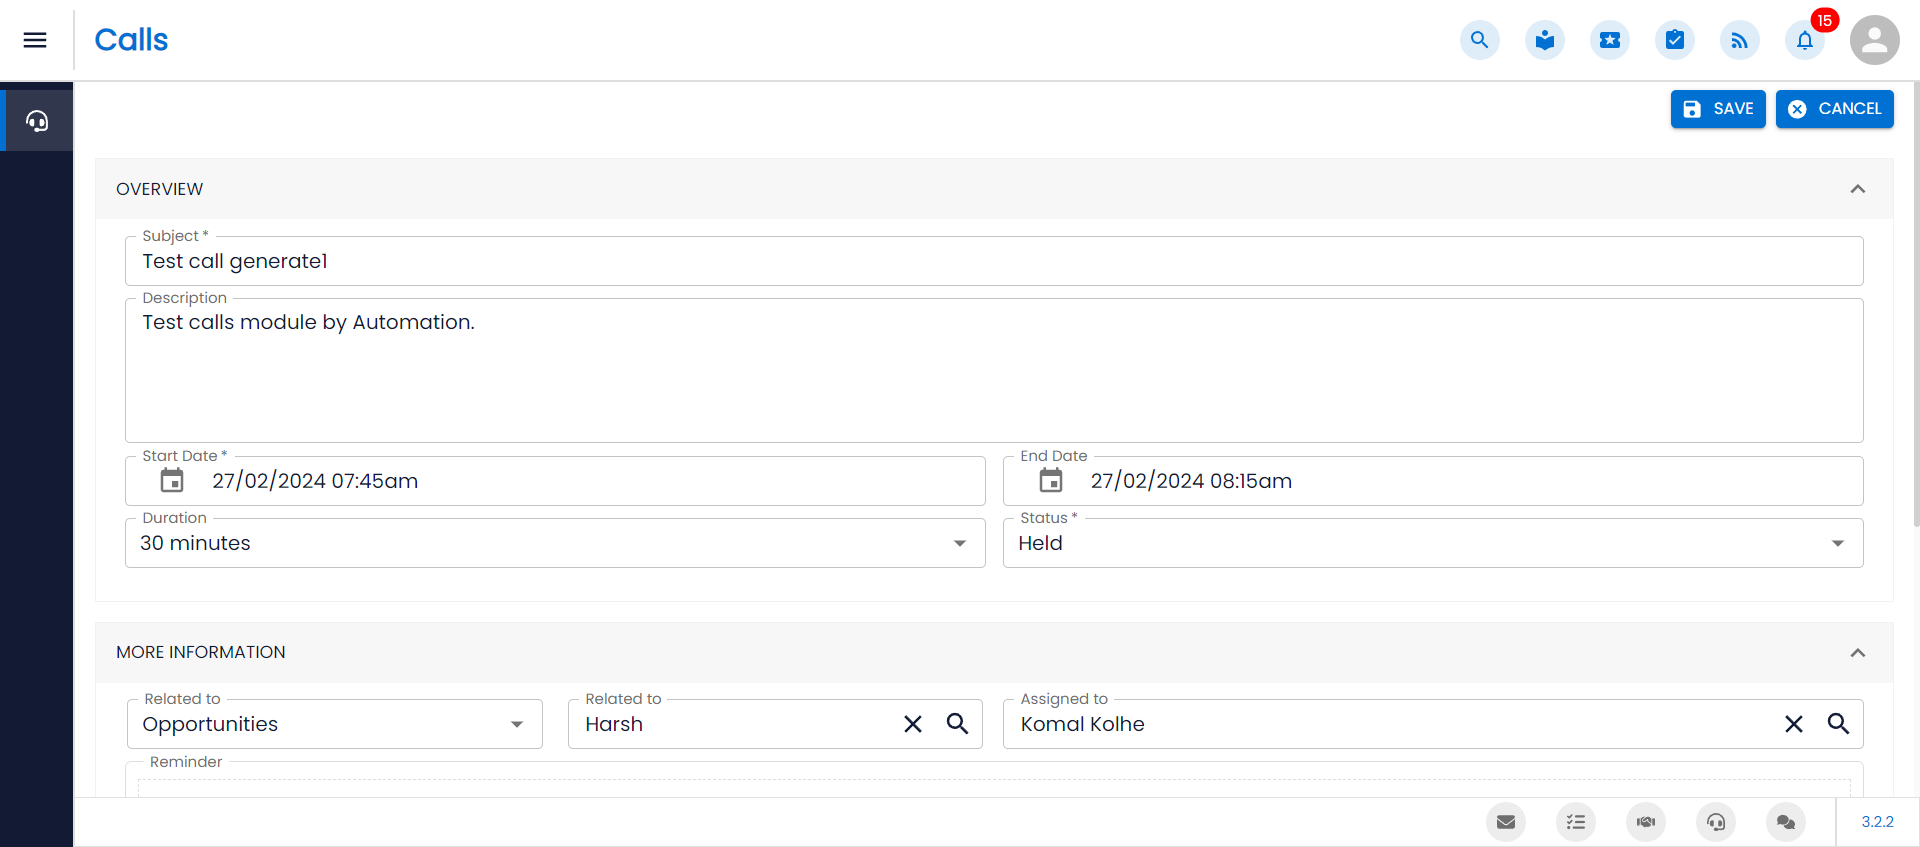 Calls
15
SAVE
CANCEL
OVERVIEW
Subject *
Test call generate1
Description
Test calls module by Automation.
Start Date *
27/02/2024 07:45am
End Date
27/02/2024 08:15am
Duration
30 minutes
Status *
Held
MORE INFORMATION
Related to
Opportunities
Related to
Harsh
Assigned to
Komal Kolhe
Reminder
3.2.2